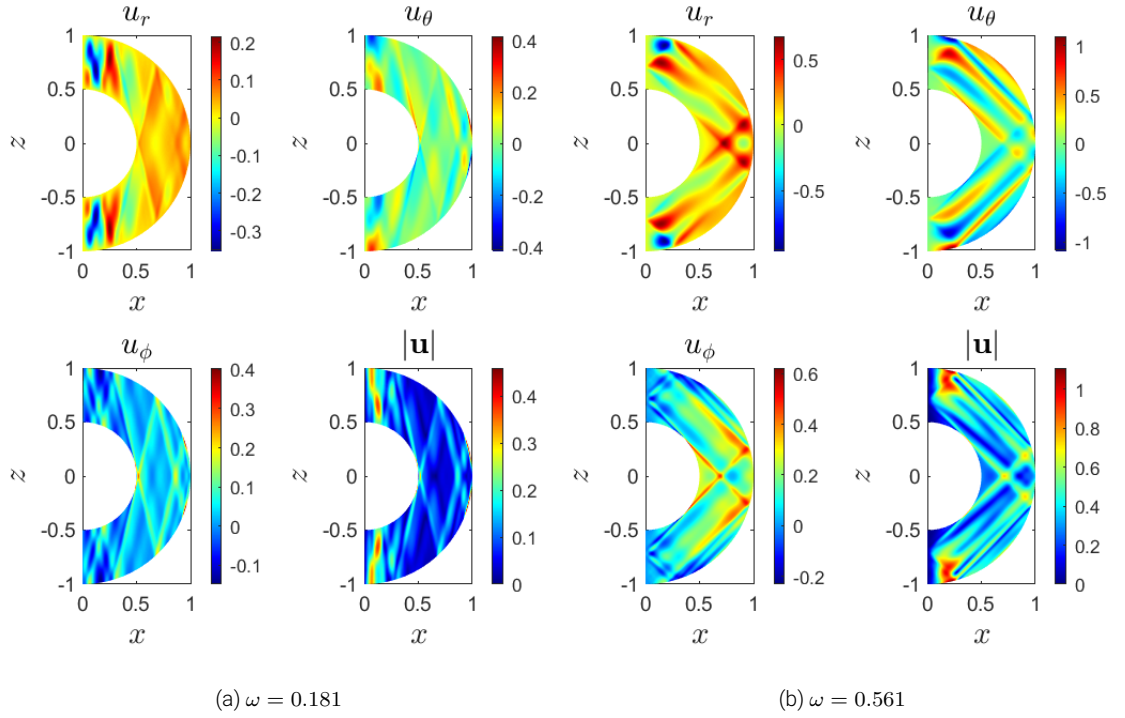 u_r u_θ u_r u_θ
1 0.5 0 -0.5 -1
z
0 0.5 1
x
0.2 0.1 0 -0.1 -0.2 -0.3
1 0.5 0 -0.5 -1
z
0 0.5 1
x
0.4 0.2 0 -0.2 -0.4
1 0.5 0 -0.5 -1
z
0 0.5 1
x
0.5 0 -0.5
1 0.5 0 -0.5 -1
z
0 0.5 1
x
1 0.5 0 -0.5 -1
u_ϕ |u| u_ϕ |u|
1 0.5 0 -0.5 -1
z
0 0.5 1
x
0.4 0.3 0.2 0.1 0 -0.1
1 0.5 0 -0.5 -1
z
0 0.5 1
x
0.4 0.3 0.2 0.1 0
1 0.5 0 -0.5 -1
z
0 0.5 1
x
0.6 0.4 0.2 0 -0.2
1 0.5 0 -0.5 -1
z
0 0.5 1
x
1 0.8 0.6 0.4 0.2 0
(a) ω = 0.181 (b) ω = 0.561